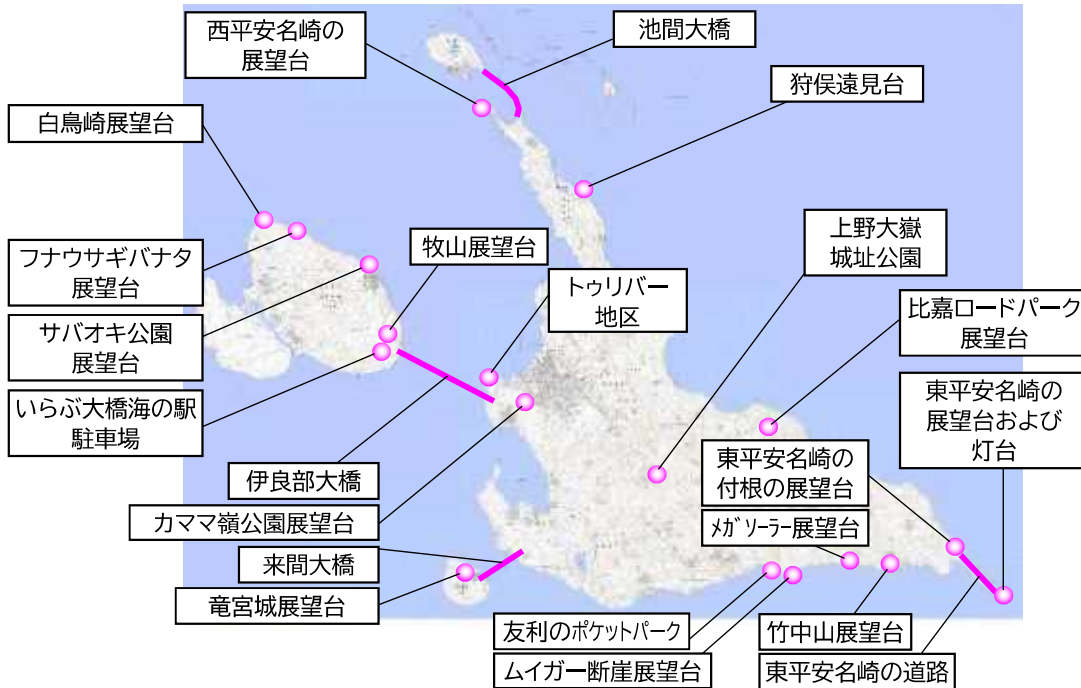 西平安名崎の
展望台
池間大橋
狩俣遠見台
白鳥崎展望台
フナウサギバナタ
展望台
牧山展望台
トゥリバー
地区
上野大嶽
城址公園
比嘉ロードパーク
展望台
サバオキ公園
展望台
いらぶ大橋海の駅
駐車場
東平安名崎の
展望台および
灯台
伊良部大橋
東平安名崎の
付根の展望台
カママ嶺公園展望台
メガソーラー展望台
来間大橋
竜宮城展望台
友利のポケットパーク
竹中山展望台
ムイガー断崖展望台
東平安名崎の道路